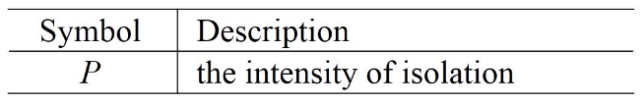 Symbol Description
P the intensity of isolation